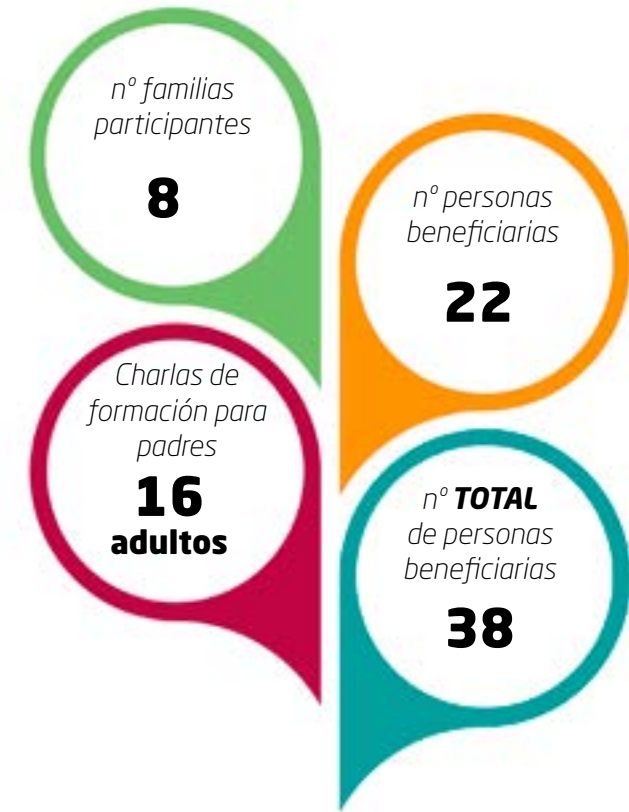 nº familias
participantes
8
nº personas
beneficiarias
22
Charlas de
formación para
padres
16
adultos
nº TOTAL
de personas
beneficiarias
38